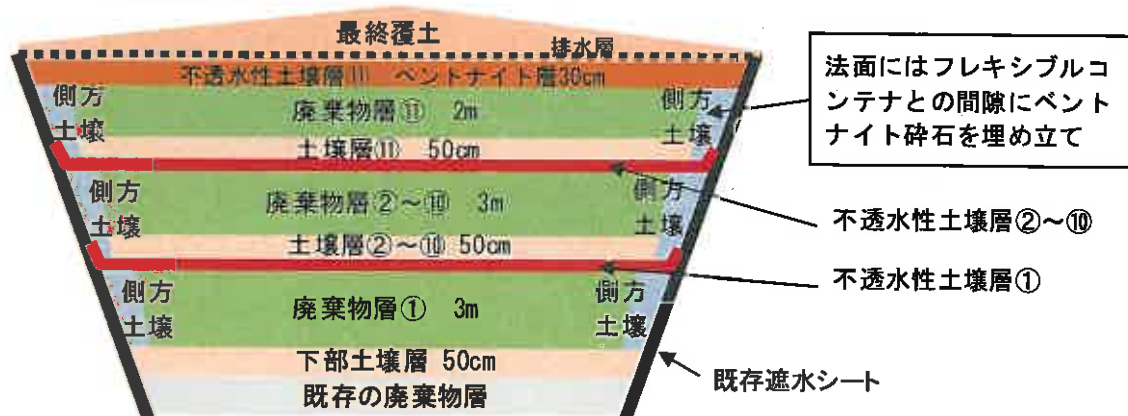 最終覆土
排水層
不透水性土壌層⑪ ベントナイト層30cm
側方
土壌
廃棄物層⑪ 2m
側方
土壌
土壌層⑪ 50cm
側方
土壌
廃棄物層②~⑩ 3m
側方
土壌
土壌層②~⑩ 50cm
側方
土壌
廃棄物層① 3m
側方
土壌
下部土壌層 50cm
既存の廃棄物層
法面にはフレキシブルコ
ンテナとの間隙にベント
ナイト砕石を埋め立て
不透水性土壌層②~⑩
不透水性土壌層①
既存遮水シート